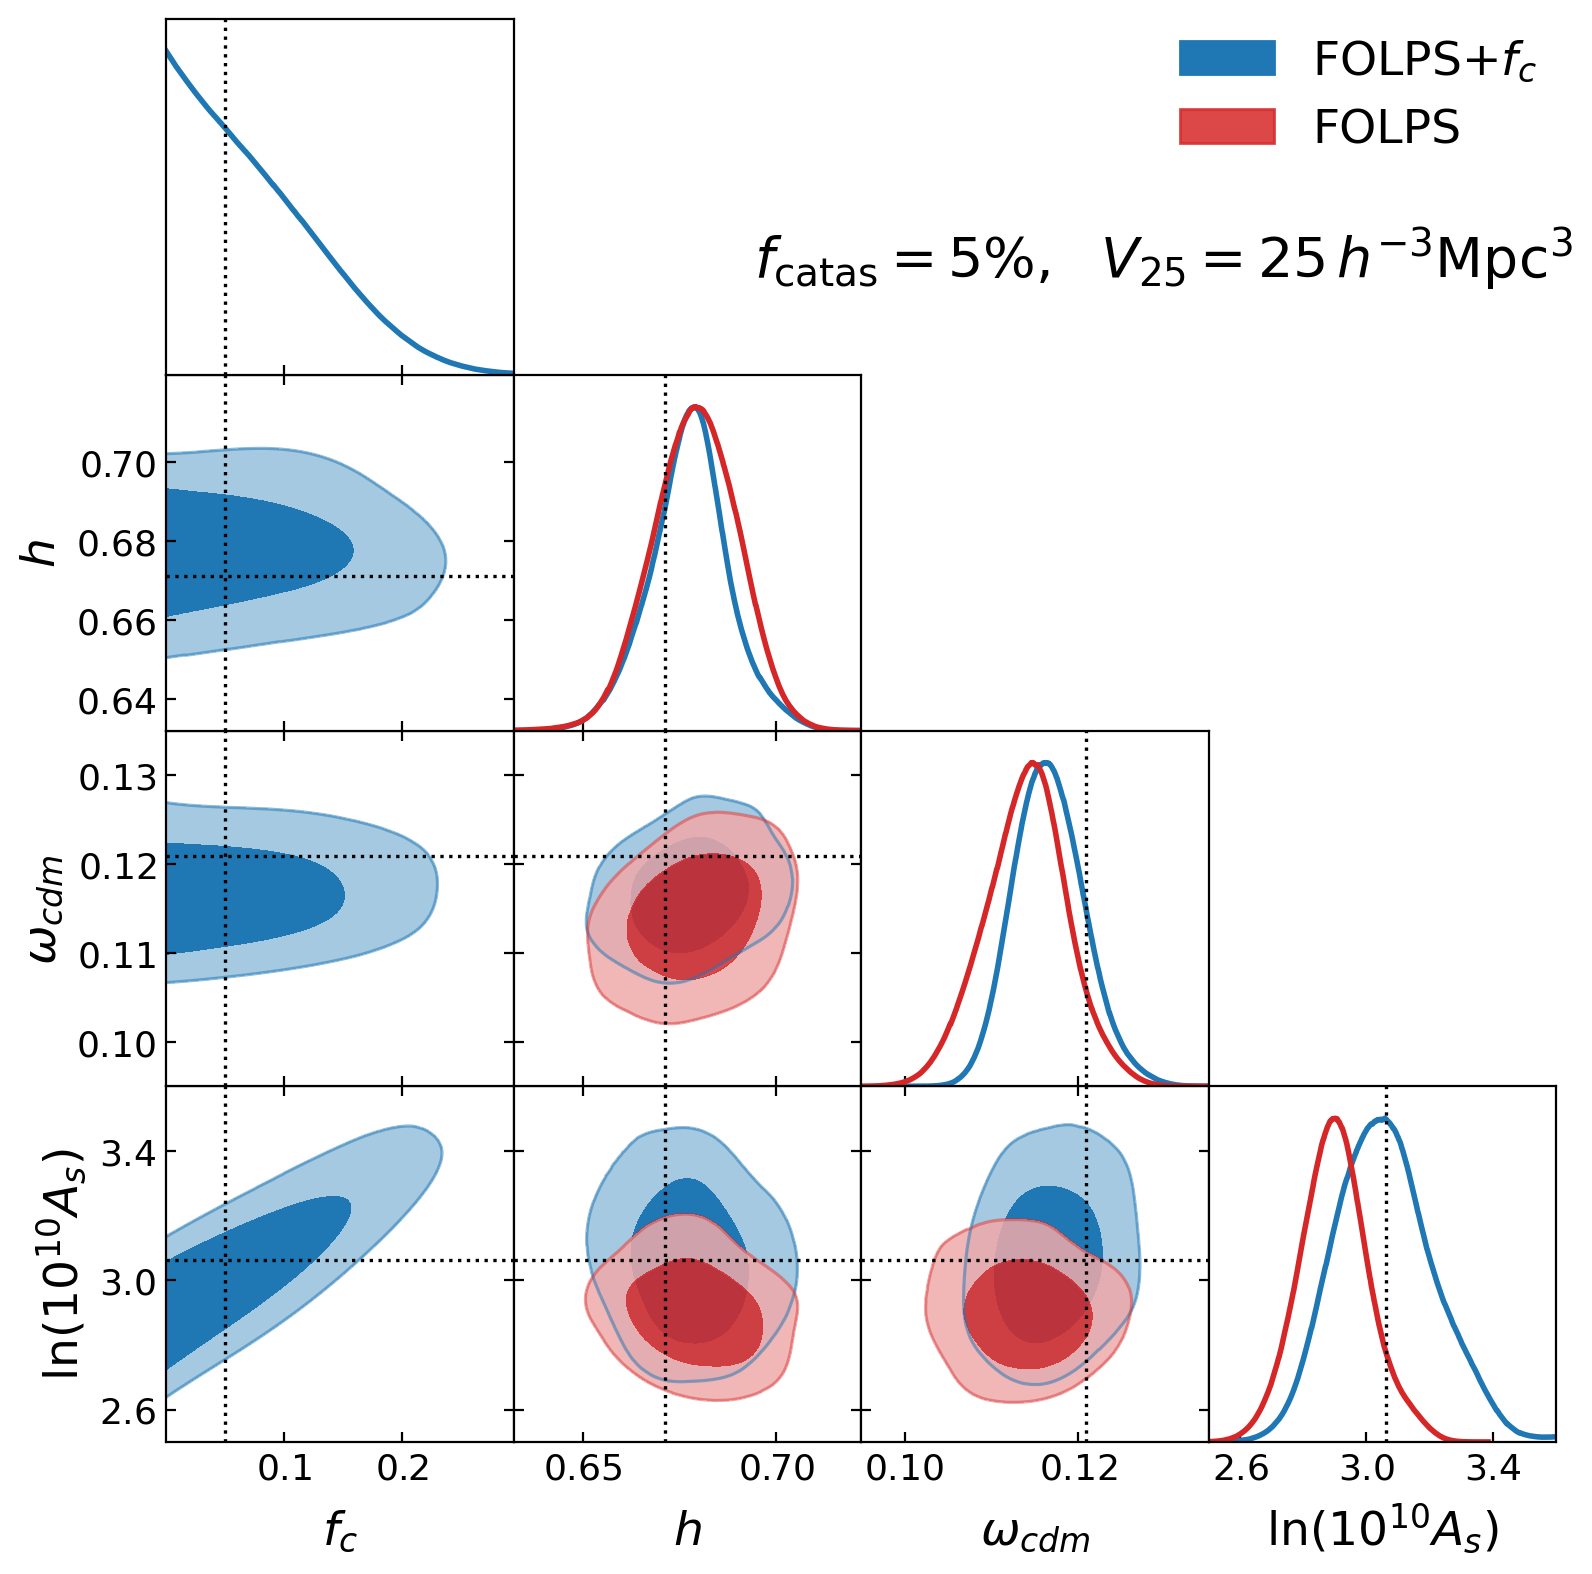 FOLPS+f_c
FOLPS
f_catas = 5%, V_25 = 25 h^−3 Mpc^3
h
0.70
0.68
0.66
0.64
ω_cdm
0.13
0.12
0.11
0.10
ln(10^10 A_s)
3.4
3.0
2.6
0.1 0.2 0.65 0.70 0.10 0.12 2.6 3.0 3.4
f_c h ω_cdm ln(10^10 A_s)